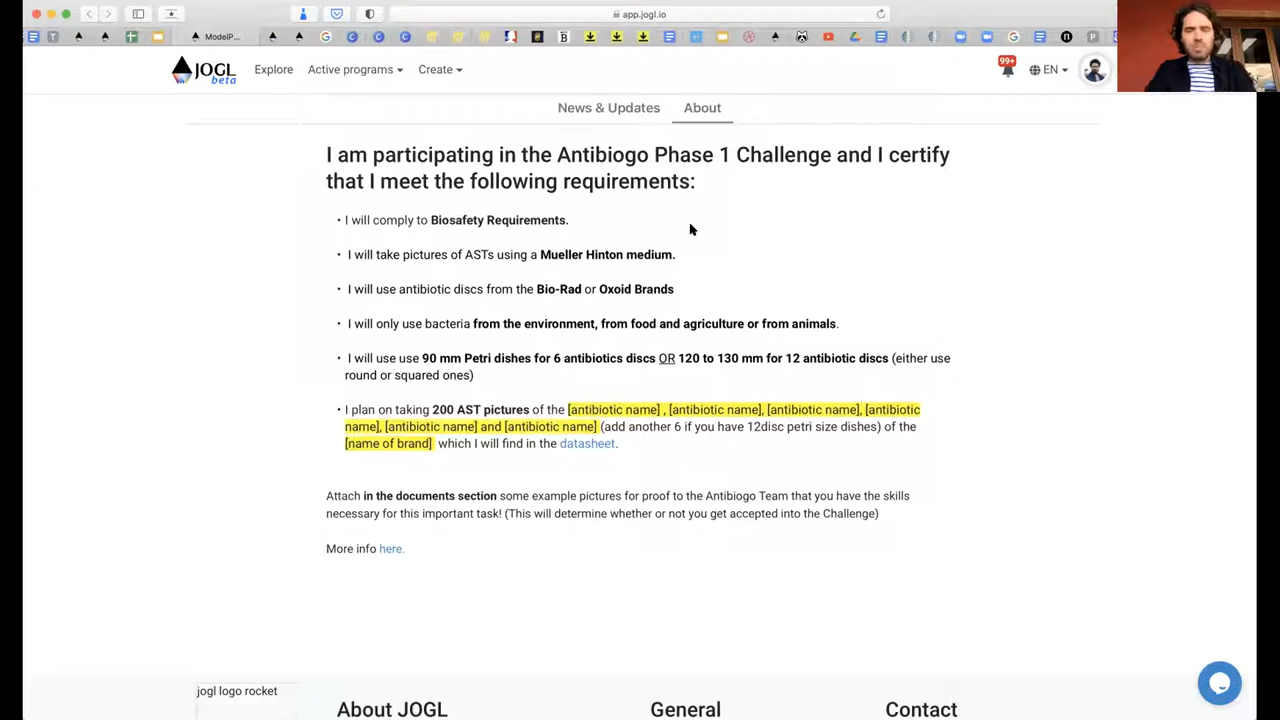 app.jogl.io
ModelP...
JOGL
beta
Explore
Active programs
Create
99+
EN
News & Updates
About
I am participating in the Antibiogo Phase 1 Challenge and I certify
that I meet the following requirements:
• I will comply to Biosafety Requirements.
• I will take pictures of ASTs using a Mueller Hinton medium.
• I will use antibiotic discs from the Bio-Rad or Oxoid Brands
• I will only use bacteria from the environment, from food and agriculture or from animals.
• I will use use 90 mm Petri dishes for 6 antibiotics discs OR 120 to 130 mm for 12 antibiotic discs (either use
round or squared ones)
• I plan on taking 200 AST pictures of the [antibiotic name] , [antibiotic name], [antibiotic name], [antibiotic
name], [antibiotic name] and [antibiotic name] (add another 6 if you have 12disc petri size dishes) of the
[name of brand] which I will find in the datasheet.
Attach in the documents section some example pictures for proof to the Antibiogo Team that you have the skills
necessary for this important task! (This will determine whether or not you get accepted into the Challenge)
More info here.
jogl logo rocket
About JOGL
General
Contact